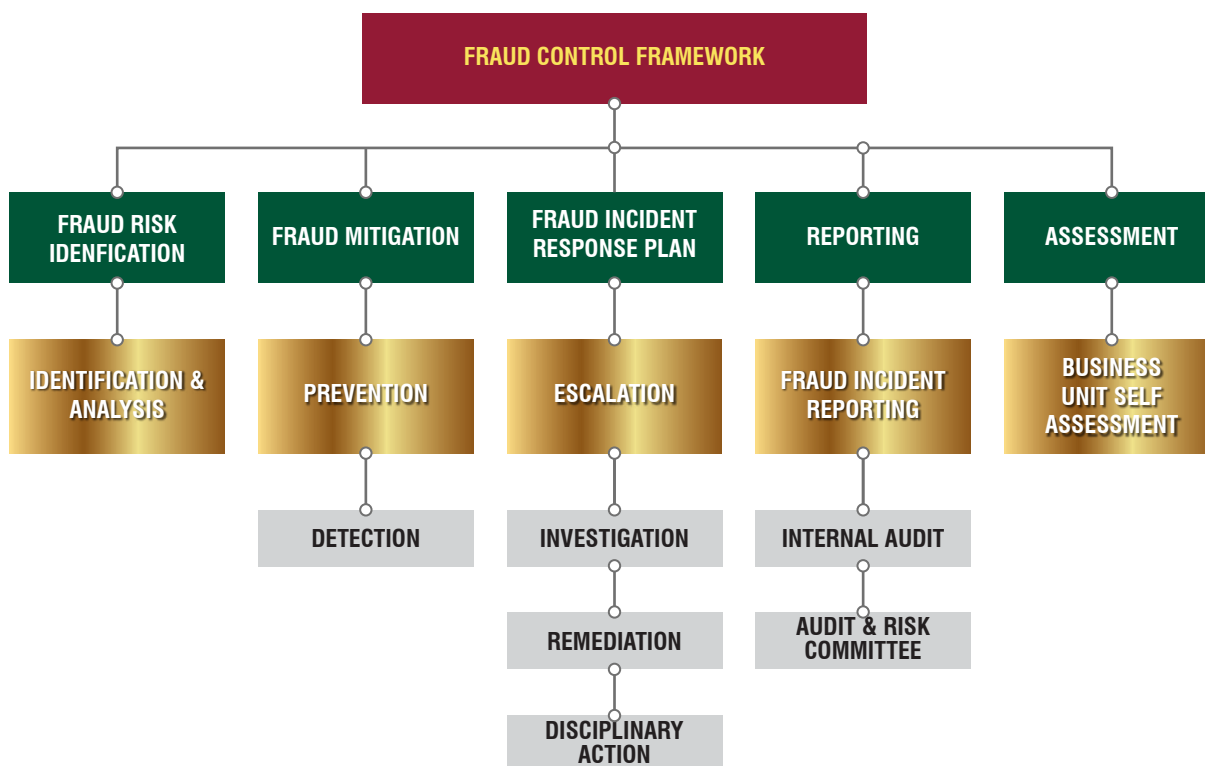 FRAUD CONTROL FRAMEWORK
FRAUD RISK
IDENFICATION
FRAUD MITIGATION
FRAUD INCIDENT
RESPONSE PLAN
REPORTING
ASSESSMENT
IDENTIFICATION &
ANALYSIS
PREVENTION
ESCALATION
FRAUD INCIDENT
REPORTING
BUSINESS
UNIT SELF
ASSESSMENT
DETECTION
INVESTIGATION
INTERNAL AUDIT
REMEDIATION
AUDIT & RISK
COMMITTEE
DISCIPLINARY
ACTION